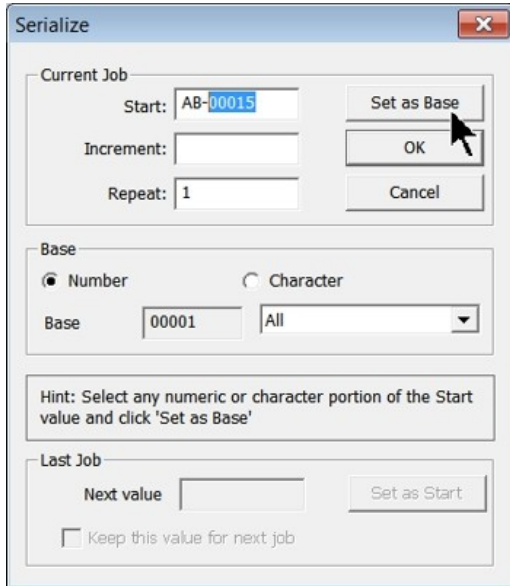 Serialize
Current Job
Start: AB-00015 Set as Base
Increment: OK
Repeat: 1 Cancel
Base
Number Character
Base 00001 All
Hint: Select any numeric or character portion of the Start
value and click 'Set as Base'
Last Job
Next value Set as Start
Keep this value for next job